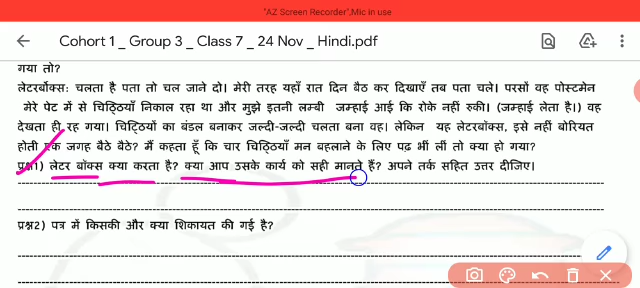 "AZ Screen Recorder",Mic in use
Cohort 1 _ Group 3 _ Class 7 _ 24 Nov _ Hindi.pdf
गया तो?
लेटरबॉक्स: चलता है पता तो चल जाने दो। मेरी तरह यहाँ रात दिन बैठ कर दिखाएँ तब पता चले। परसों वह पोस्टमेन
मेरे पेट में से चिठ्ठियाँ निकाल रहा था और मुझे इतनी लम्बी जम्हाई आई कि रोके नहीं रुकी। (जम्हाई लेता है।) वह
देखता ही रह गया। चिट्ठियों का बंडल बनाकर जल्दी-जल्दी चलता बना वह। लेकिन यह लेटरबॉक्स, इसे नहीं बोरियत
होती एक जगह बैठे बैठे? मैं कहता हूँ कि चार चिठ्ठियाँ मन बहलाने के लिए पढ़ भी लीं तो क्या हो गया?
प्रश्न1) लेटर बॉक्स क्या करता है? क्या आप उसके कार्य को सही मानते हैं? अपने तर्क सहित उत्तर दीजिए।
प्रश्न2) पत्र में किसकी और क्या शिकायत की गई है?